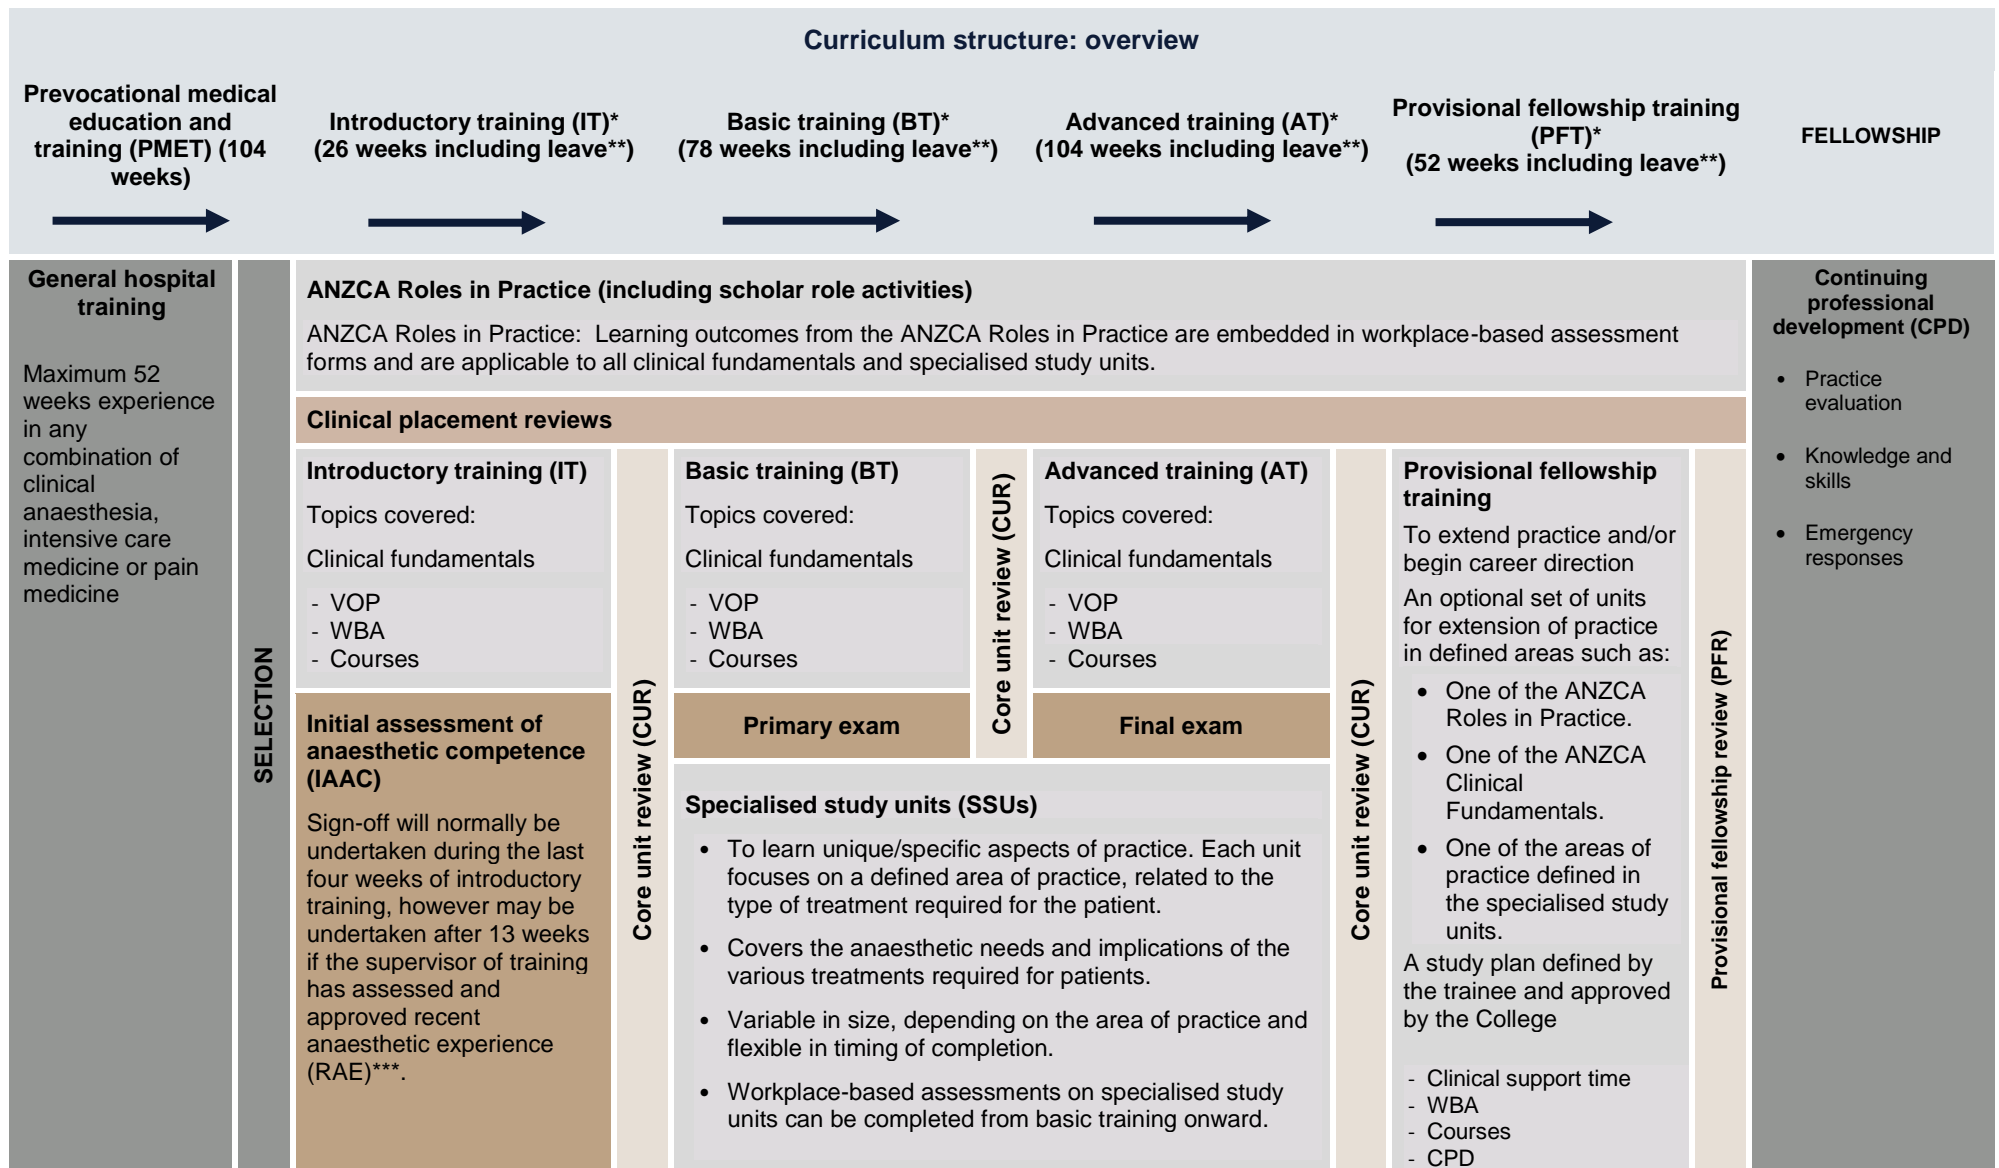 Curriculum structure: overview
Prevocational medical
education and
training (PMET) (104
weeks)
Introductory training (IT)*
(26 weeks including leave**)
Basic training (BT)*
(78 weeks including leave**)
Advanced training (AT)*
(104 weeks including leave**)
Provisional fellowship training
(PFT)*
(52 weeks including leave**)
FELLOWSHIP
General hospital
training
Maximum 52
weeks experience
in any
combination of
clinical
anaesthesia,
intensive care
medicine or pain
medicine
SELECTION
ANZCA Roles in Practice (including scholar role activities)
ANZCA Roles in Practice:  Learning outcomes from the ANZCA Roles in Practice are embedded in workplace-based assessment
forms and are applicable to all clinical fundamentals and specialised study units.
Clinical placement reviews
Introductory training (IT)
Topics covered:
Clinical fundamentals
- VOP
- WBA
- Courses
Initial assessment of
anaesthetic competence
(IAAC)
Sign-off will normally be
undertaken during the last
four weeks of introductory
training, however may be
undertaken after 13 weeks
if the supervisor of training
has assessed and
approved recent
anaesthetic experience
(RAE)***.
Core unit review (CUR)
Basic training (BT)
Topics covered:
Clinical fundamentals
- VOP
- WBA
- Courses
Primary exam
Core unit review (CUR)
Advanced training (AT)
Topics covered:
Clinical fundamentals
- VOP
- WBA
- Courses
Final exam
Specialised study units (SSUs)
• To learn unique/specific aspects of practice. Each unit
focuses on a defined area of practice, related to the
type of treatment required for the patient.
• Covers the anaesthetic needs and implications of the
various treatments required for patients.
• Variable in size, depending on the area of practice and
flexible in timing of completion.
• Workplace-based assessments on specialised study
units can be completed from basic training onward.
Core unit review (CUR)
Provisional fellowship
training
To extend practice and/or
begin career direction
An optional set of units
for extension of practice
in defined areas such as:
• One of the ANZCA
Roles in Practice.
• One of the ANZCA
Clinical
Fundamentals.
• One of the areas of
practice defined in
the specialised study
units.
A study plan defined by
the trainee and approved
by the College
- Clinical support time
- WBA
- Courses
- CPD
Provisional fellowship review (PFR)
Continuing
professional
development (CPD)
• Practice
evaluation
• Knowledge and
skills
• Emergency
responses